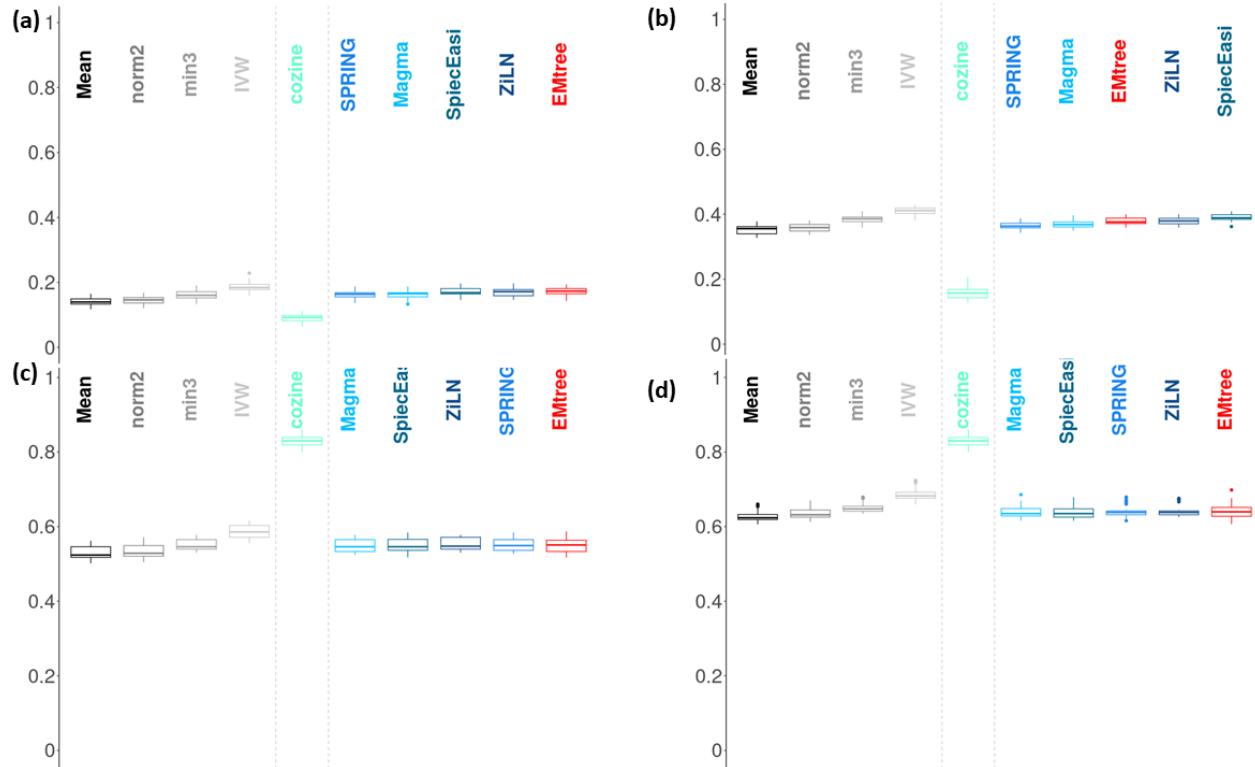 (a)
1
0.8
0.6
0.4
0.2
0
Mean
norm2
min3
IVW
cozine
SPRING
Magma
SpiecEasi
ZiLN
EMtree
(b)
1
0.8
0.6
0.4
0.2
0
Mean
norm2
min3
IVW
cozine
SPRING
Magma
EMtree
ZiLN
SpiecEasi
(c)
1
0.8
0.6
0.4
0.2
0
Mean
norm2
min3
IVW
cozine
Magma
SpiecEas
ZiLN
SPRING
EMtree
(d)
1
0.8
0.6
0.4
0.2
0
Mean
norm2
min3
IVW
cozine
Magma
SpiecEas
SPRING
ZiLN
EMtree